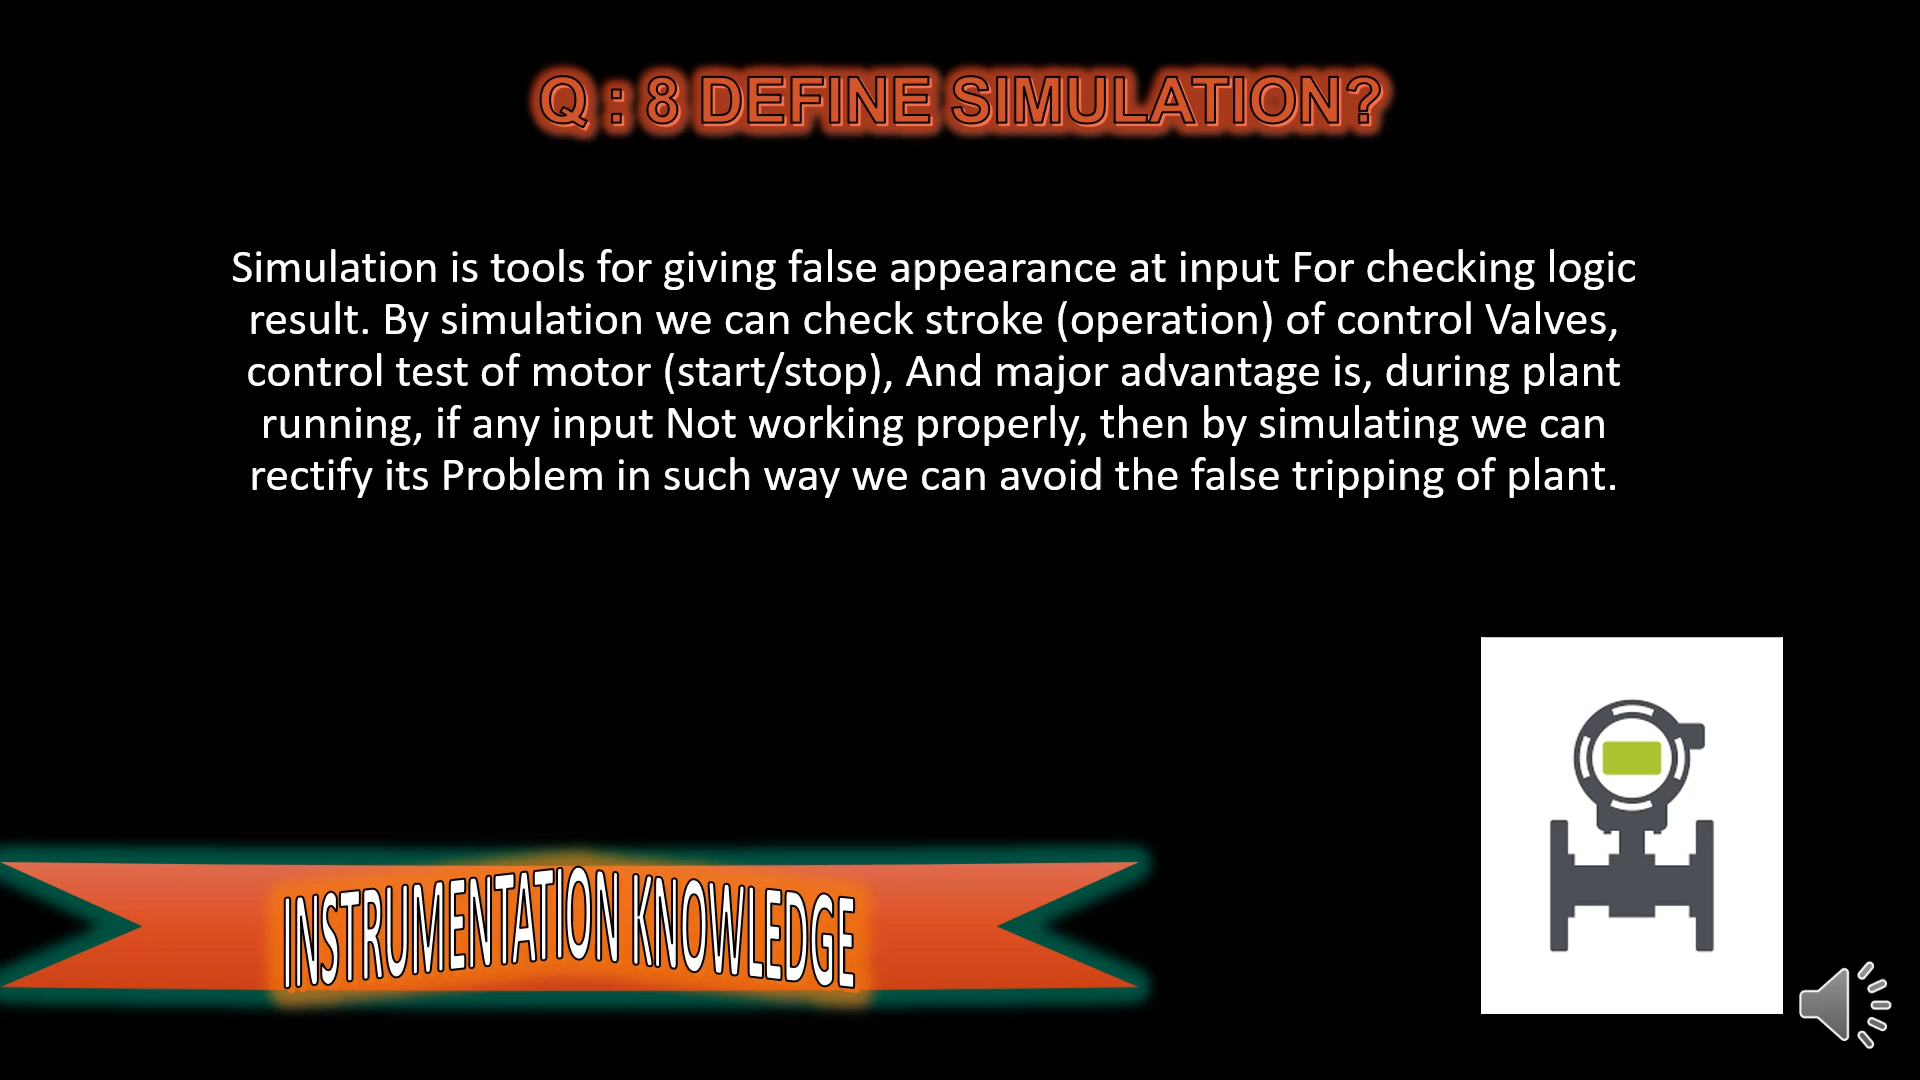 Q : 8 DEFINE SIMULATION?
Simulation is tools for giving false appearance at input For checking logic
result. By simulation we can check stroke (operation) of control Valves,
control test of motor (start/stop), And major advantage is, during plant
running, if any input Not working properly, then by simulating we can
rectify its Problem in such way we can avoid the false tripping of plant.
INSTRUMENTATION KNOWLEDGE